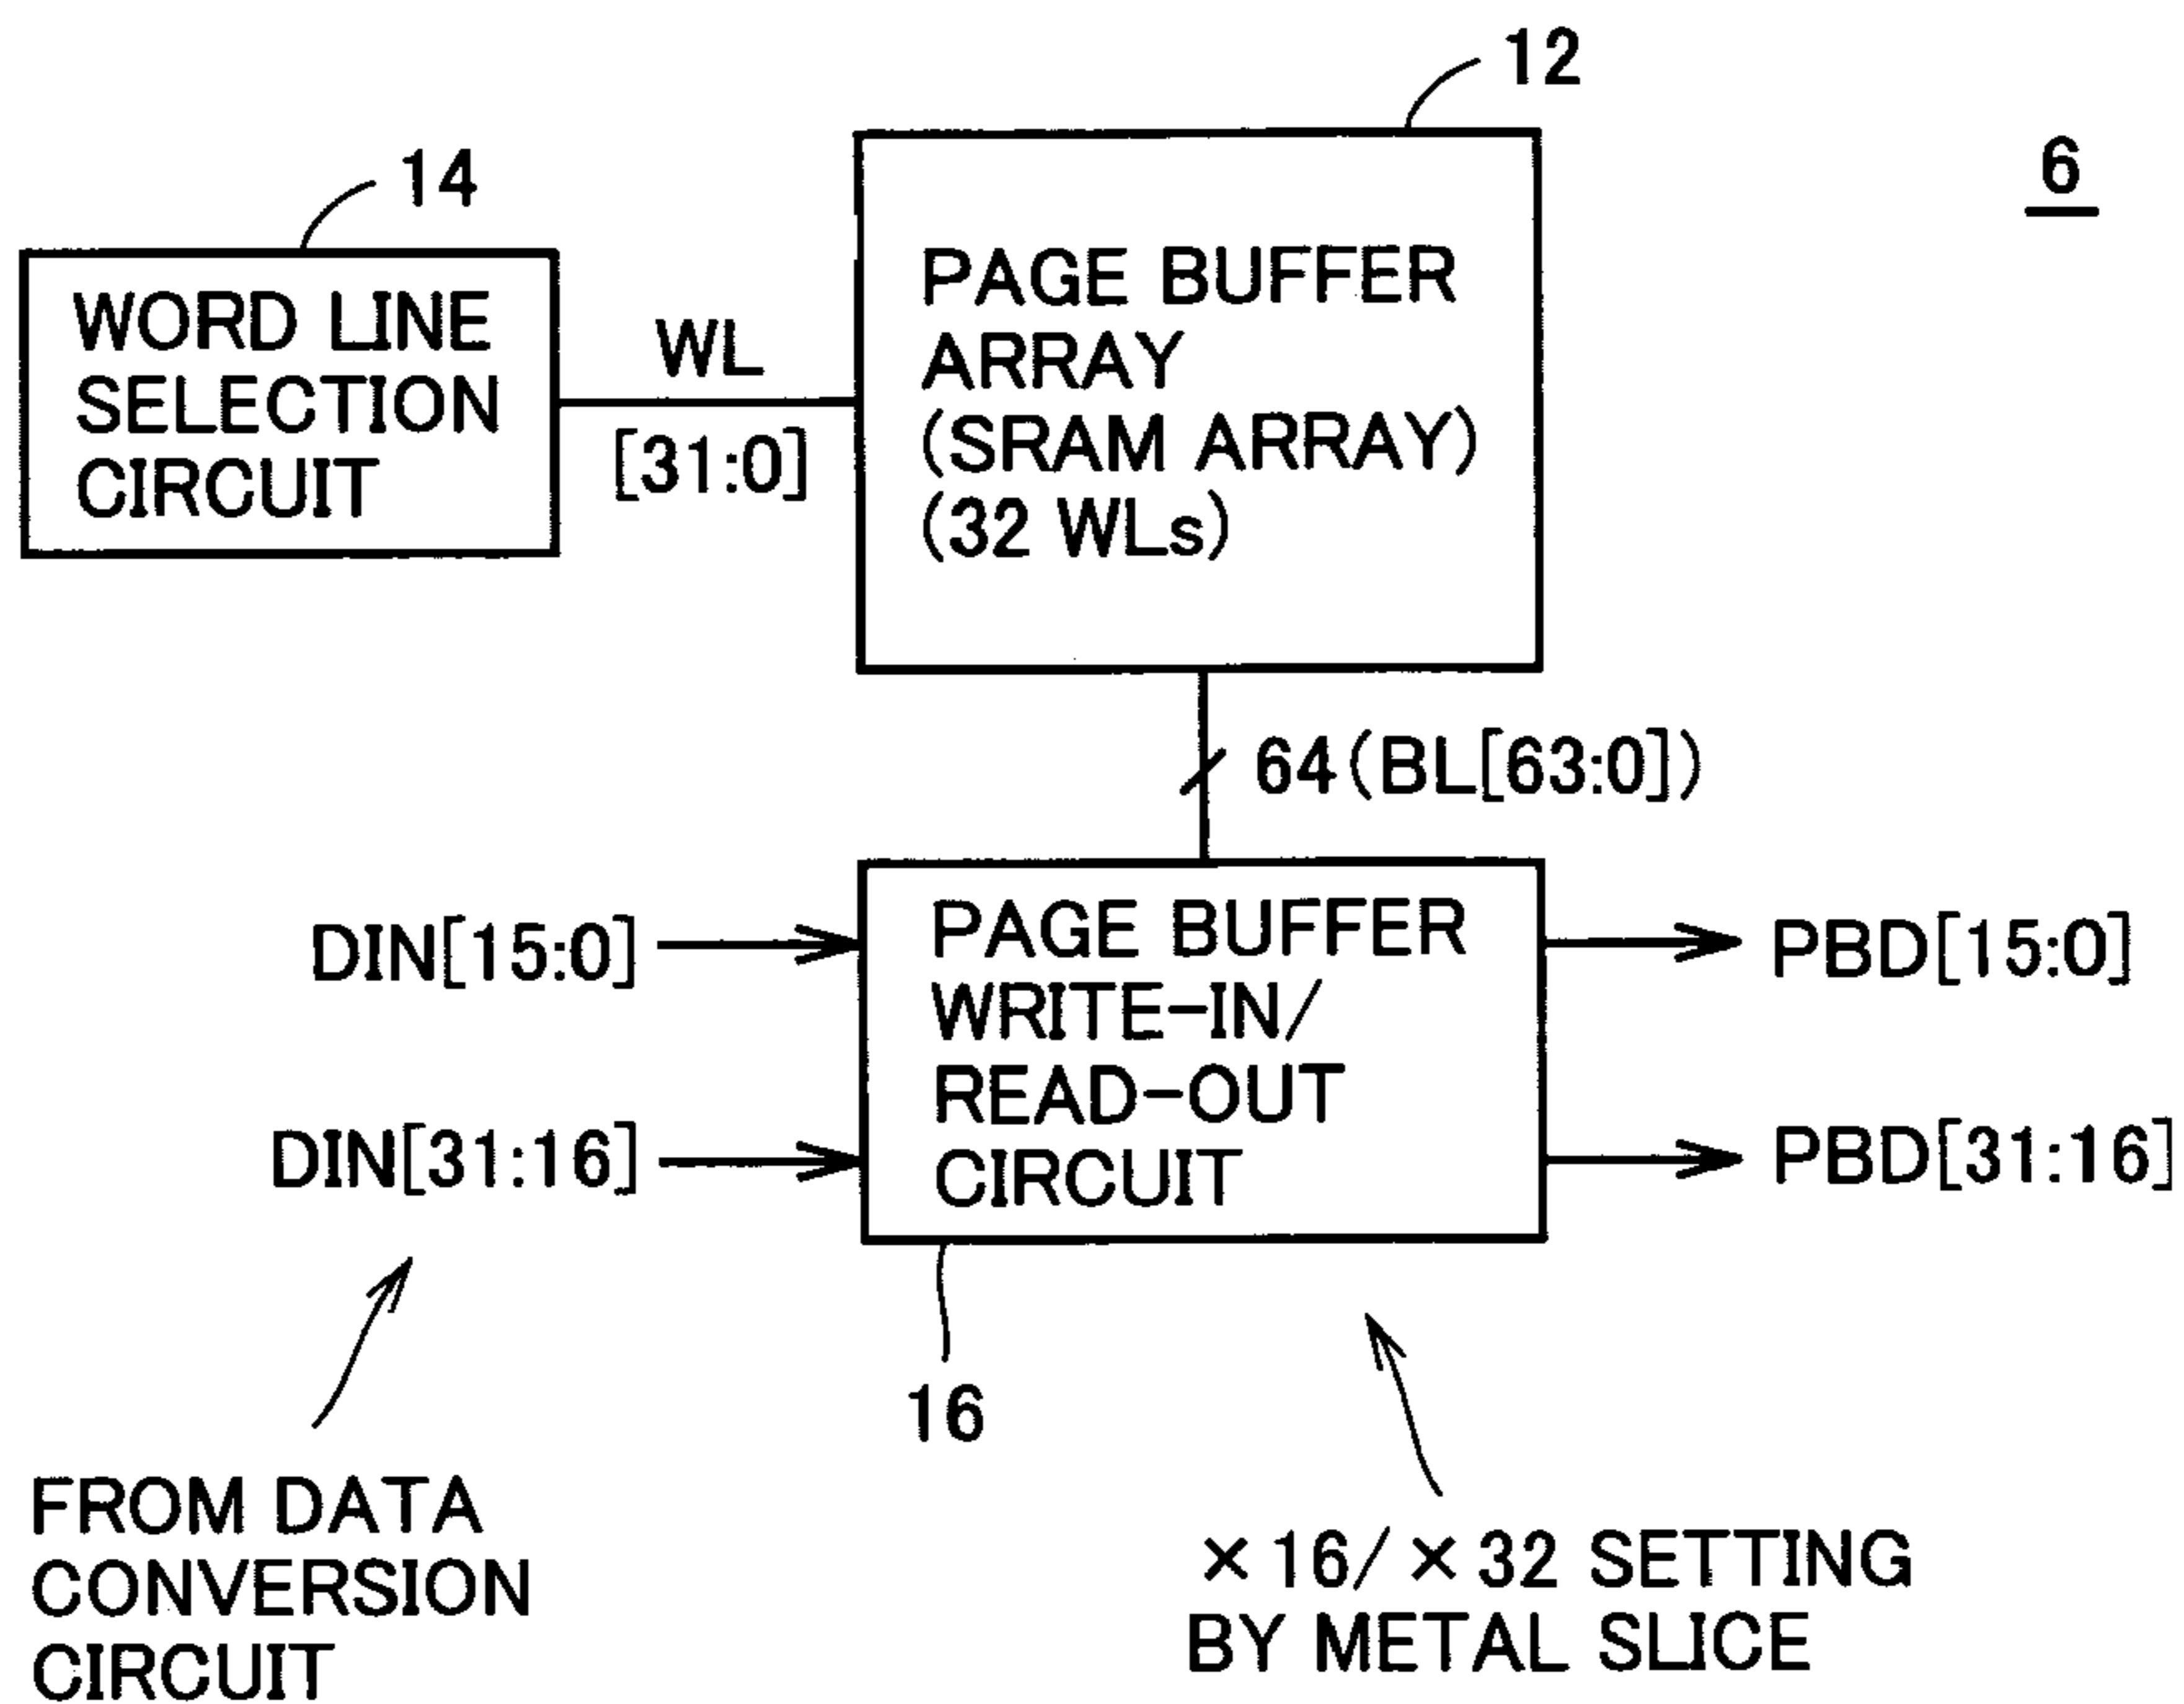 12
6
14
WORD LINE
SELECTION
CIRCUIT
WL
[31:0]
PAGE BUFFER
ARRAY
(SRAM ARRAY)
(32 WLs)
64(BL[63:0])
DIN[15:0]
DIN[31:16]
PAGE BUFFER
WRITE-IN/
READ-OUT
CIRCUIT
PBD[15:0]
PBD[31:16]
16
FROM DATA
CONVERSION
CIRCUIT
×16/×32 SETTING
BY METAL SLICE